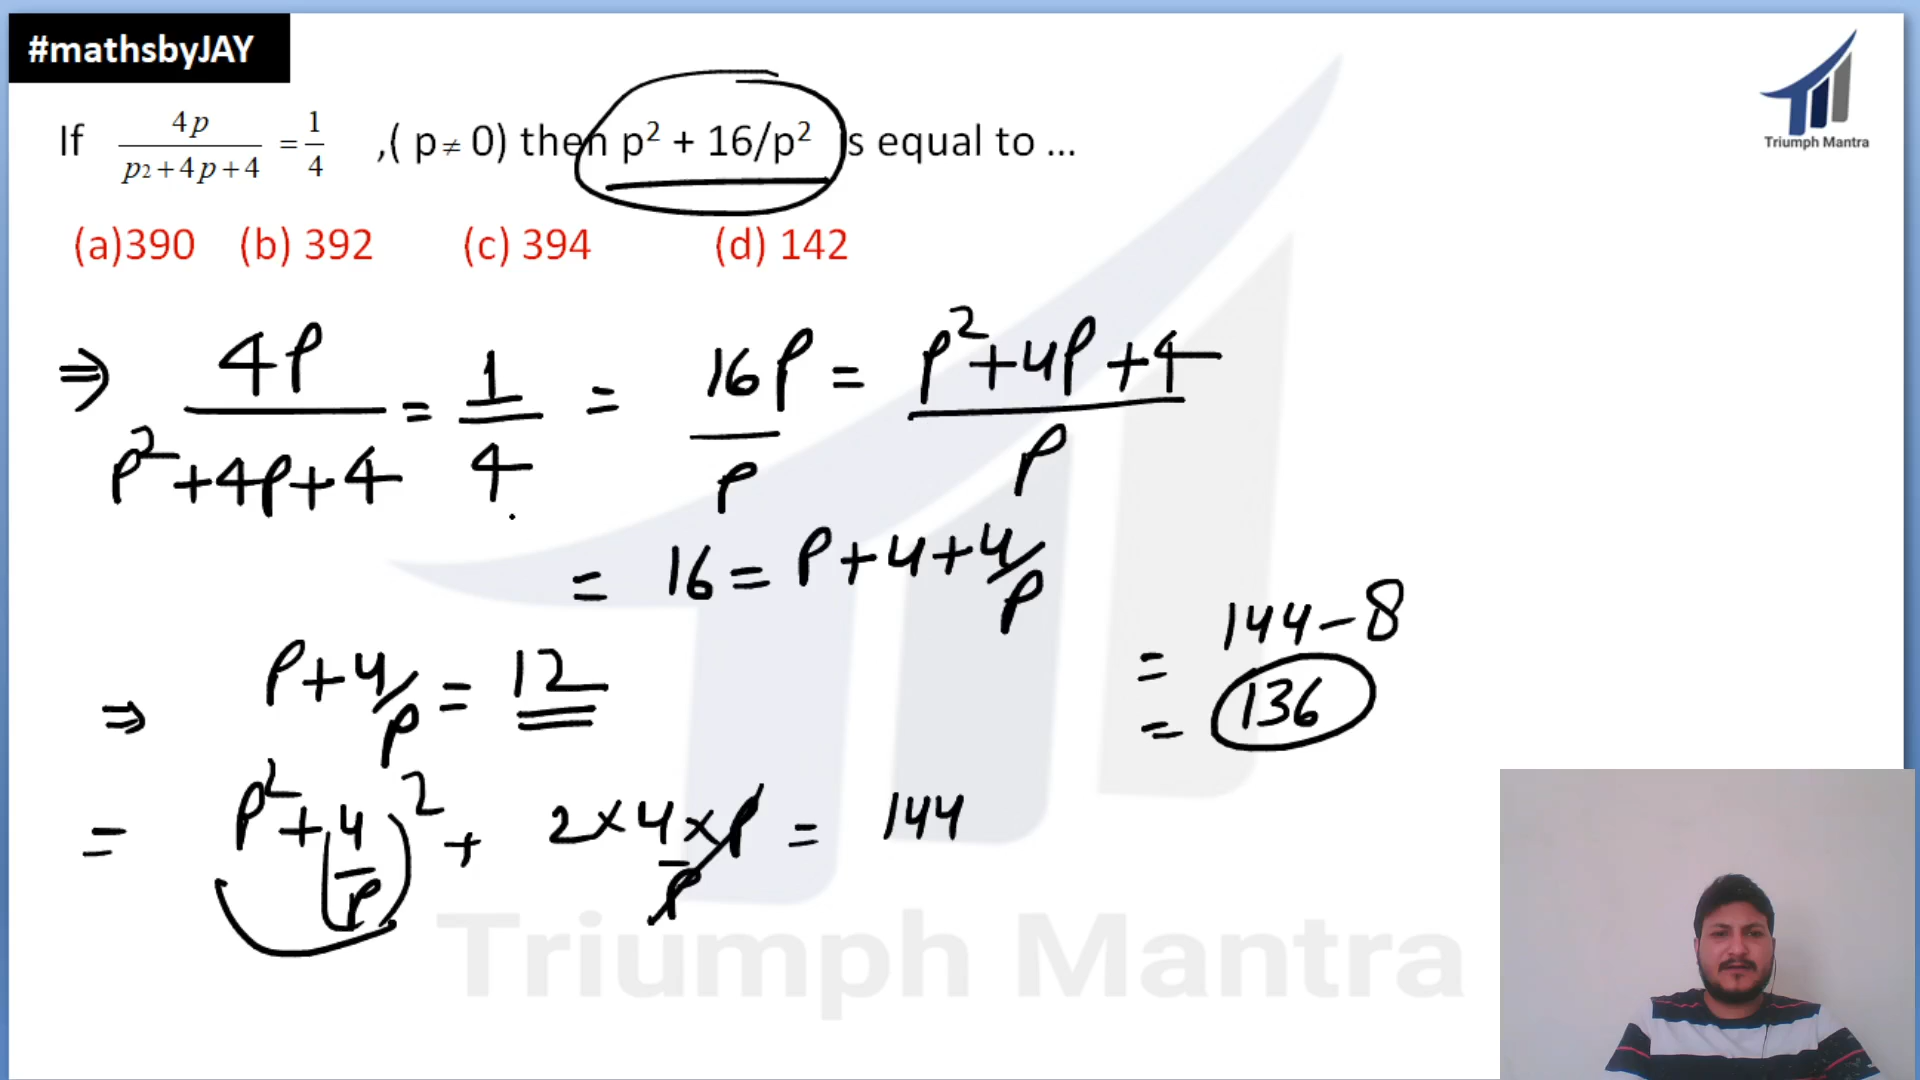 #mathsbyJAY
Triumph Mantra
If 4p / p2+4p+4 = 1/4 ,( p≠ 0) then p² + 16/p² is equal to ...
(a)390 (b) 392 (c) 394 (d) 142
⇒ 4P / P²+4P+4 = 1/4 = 16P / P = P²+4P+4 / P
= 16 = P+4+4/P
⇒ P+4/P = 12
= P²+(4/P)² + 2×4/P×P = 144
= 144-8
= 136
Triumph Mantra